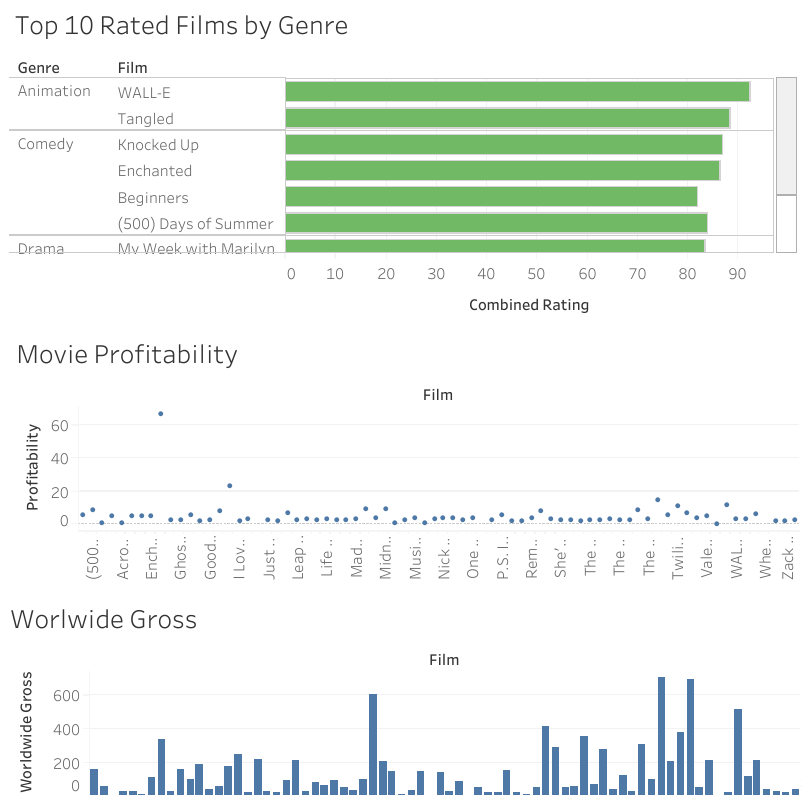 Top 10 Rated Films by Genre
Genre Film
Animation WALL-E
Tangled
Comedy Knocked Up
Enchanted
Beginners
(500) Days of Summer
Drama My Week with Marilyn
0 10 20 30 40 50 60 70 80 90
Combined Rating
Movie Profitability
Film
Profitability
60
40
20
0
(500..
Acro..
Ench..
Ghos..
Good..
I Lov..
Just ..
Leap ..
Life ..
Mad..
Midn..
Musi..
Nick ..
One ..
P.S. I..
Rem..
She'..
The ..
The ..
The ..
Twili..
Vale..
WAL..
Whe..
Zack ..
Worlwide Gross
Film
Worldwide Gross
600
400
200
0